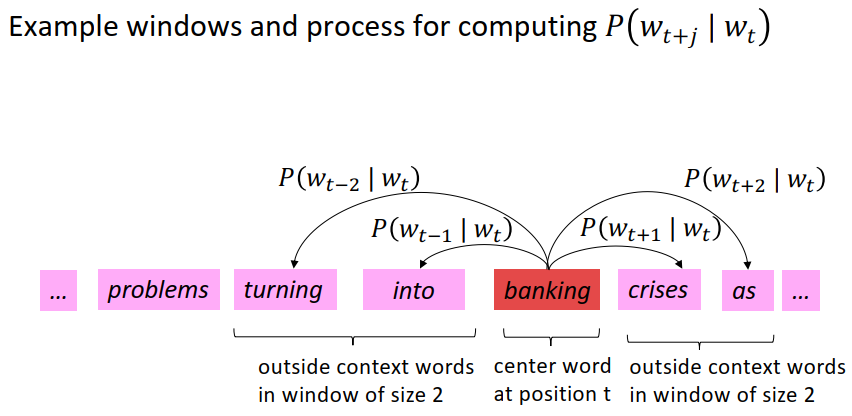 Example windows and process for computing P(w_{t+j} | w_t)
P(w_{t−2} | w_t) P(w_{t+2} | w_t)
P(w_{t−1} | w_t) P(w_{t+1} | w_t)
... problems turning into banking crises as ...
outside context words center word outside context words
in window of size 2 at position t in window of size 2